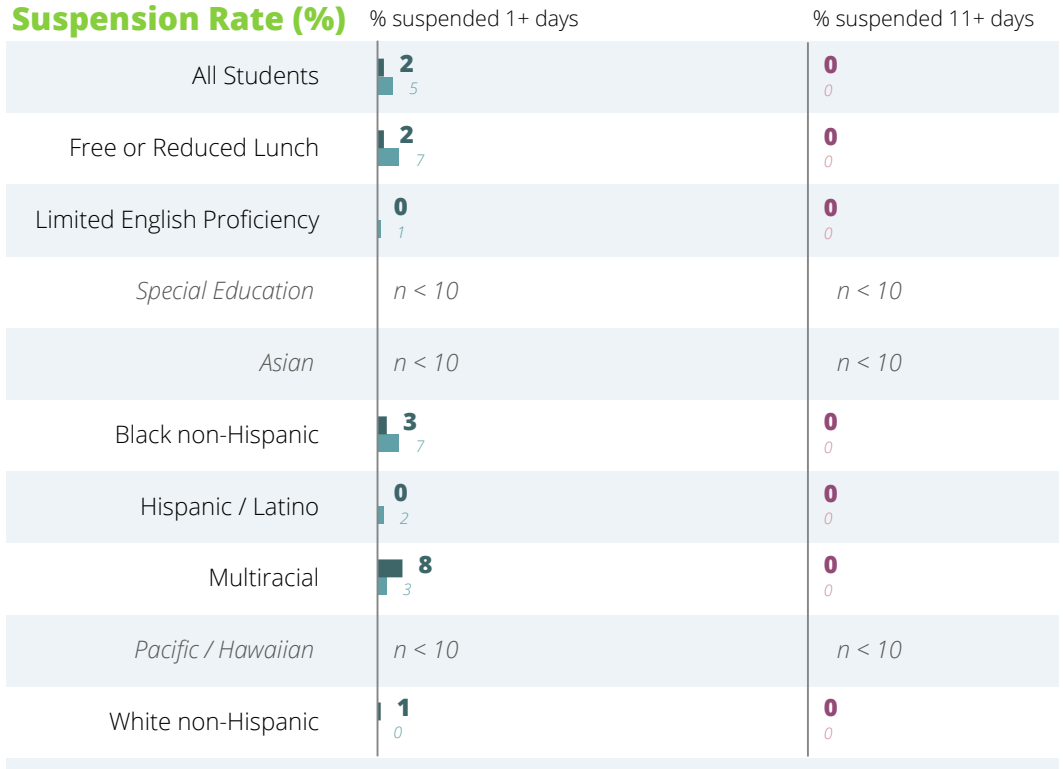 Suspension Rate (%) % suspended 1+ days % suspended 11+ days
All Students 2 0
5 0
Free or Reduced Lunch 2 0
7 0
Limited English Proficiency 0 0
1 0
Special Education n < 10 n < 10
Asian n < 10 n < 10
Black non-Hispanic 3 0
7 0
Hispanic / Latino 0 0
2 0
Multiracial 8 0
3 0
Pacific / Hawaiian n < 10 n < 10
White non-Hispanic 1 0
0 0